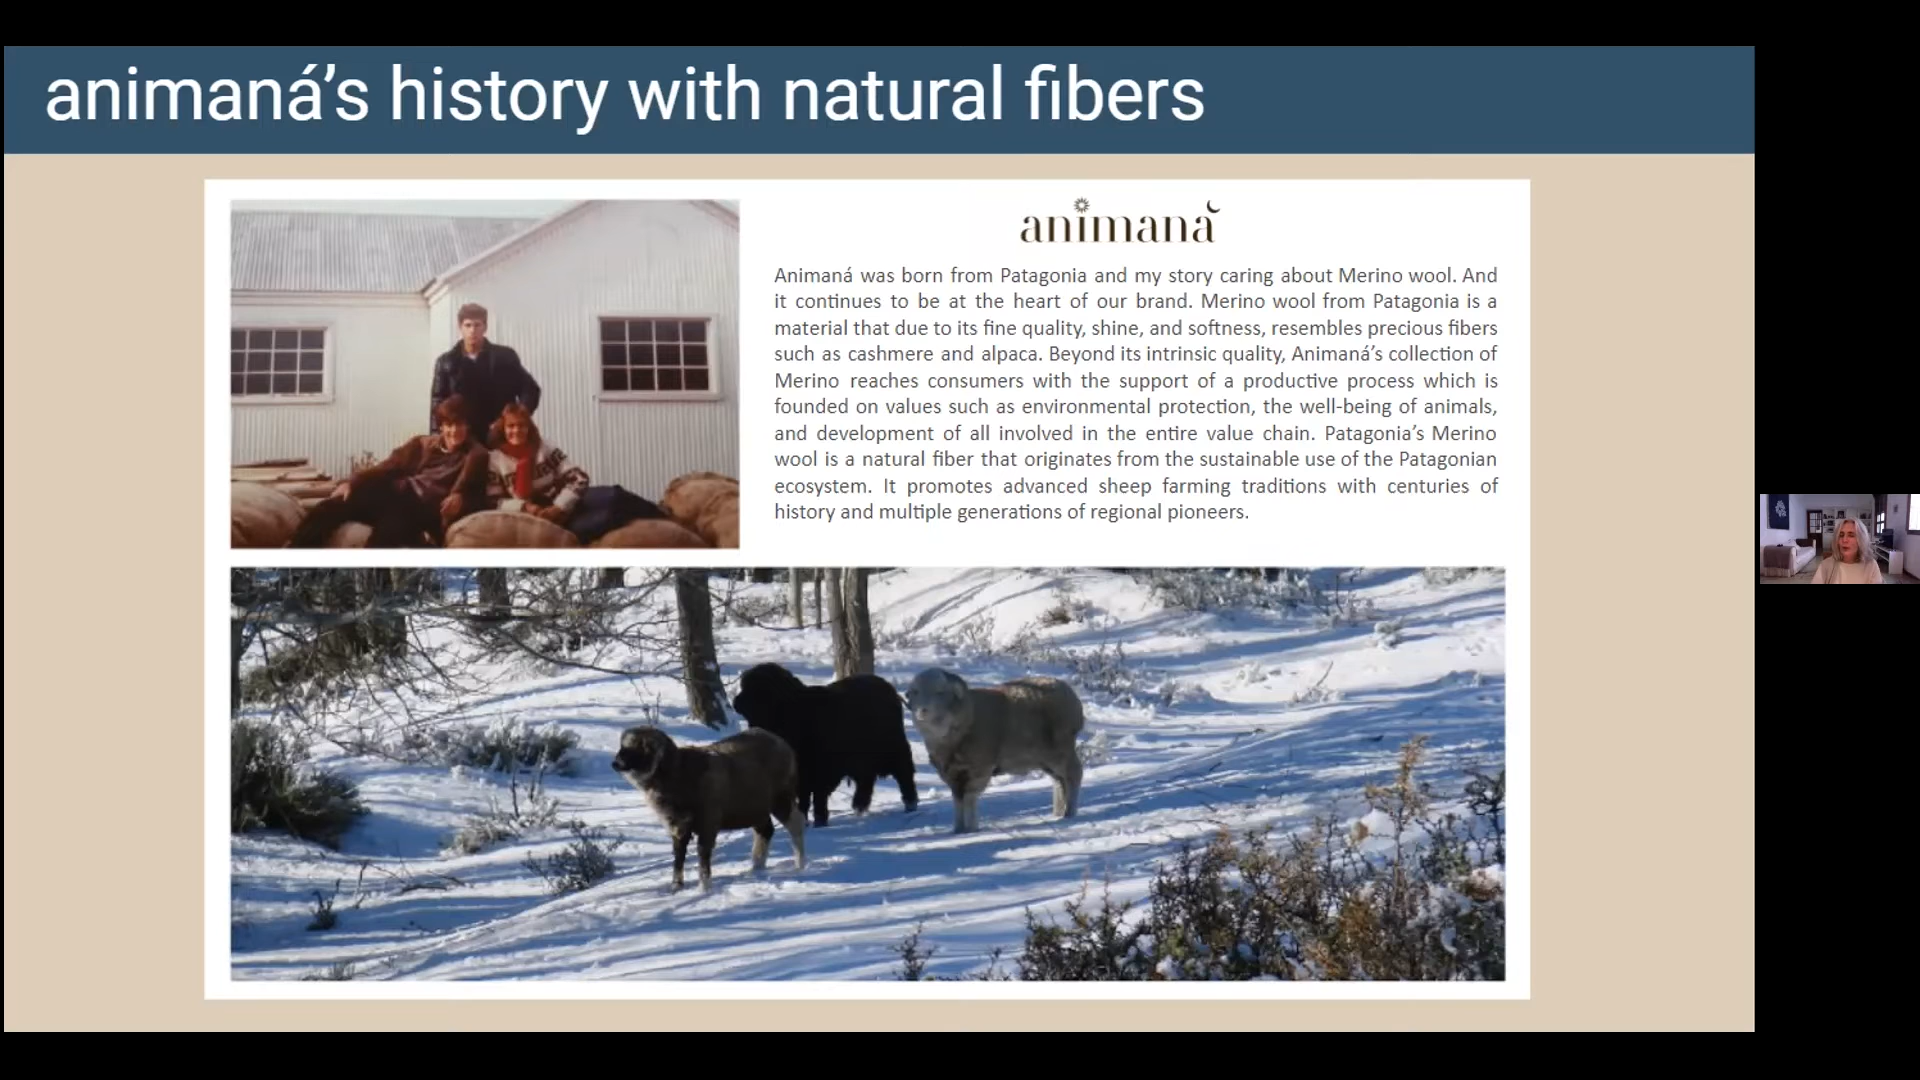 animaná's history with natural fibers
animaná
Animaná was born from Patagonia and my story caring about Merino wool. And
it continues to be at the heart of our brand. Merino wool from Patagonia is a
material that due to its fine quality, shine, and softness, resembles precious fibers
such as cashmere and alpaca. Beyond its intrinsic quality, Animaná's collection of
Merino reaches consumers with the support of a productive process which is
founded on values such as environmental protection, the well-being of animals,
and development of all involved in the entire value chain. Patagonia's Merino
wool is a natural fiber that originates from the sustainable use of the Patagonian
ecosystem. It promotes advanced sheep farming traditions with centuries of
history and multiple generations of regional pioneers.